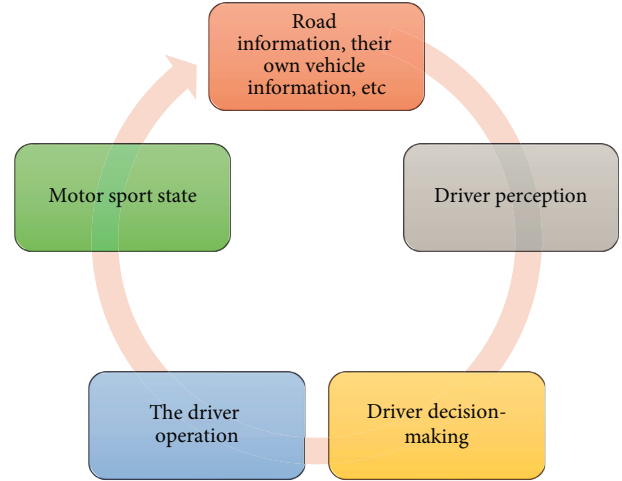 Road
information, their
own vehicle
information, etc
Motor sport state
Driver perception
The driver
operation
Driver decision-
making